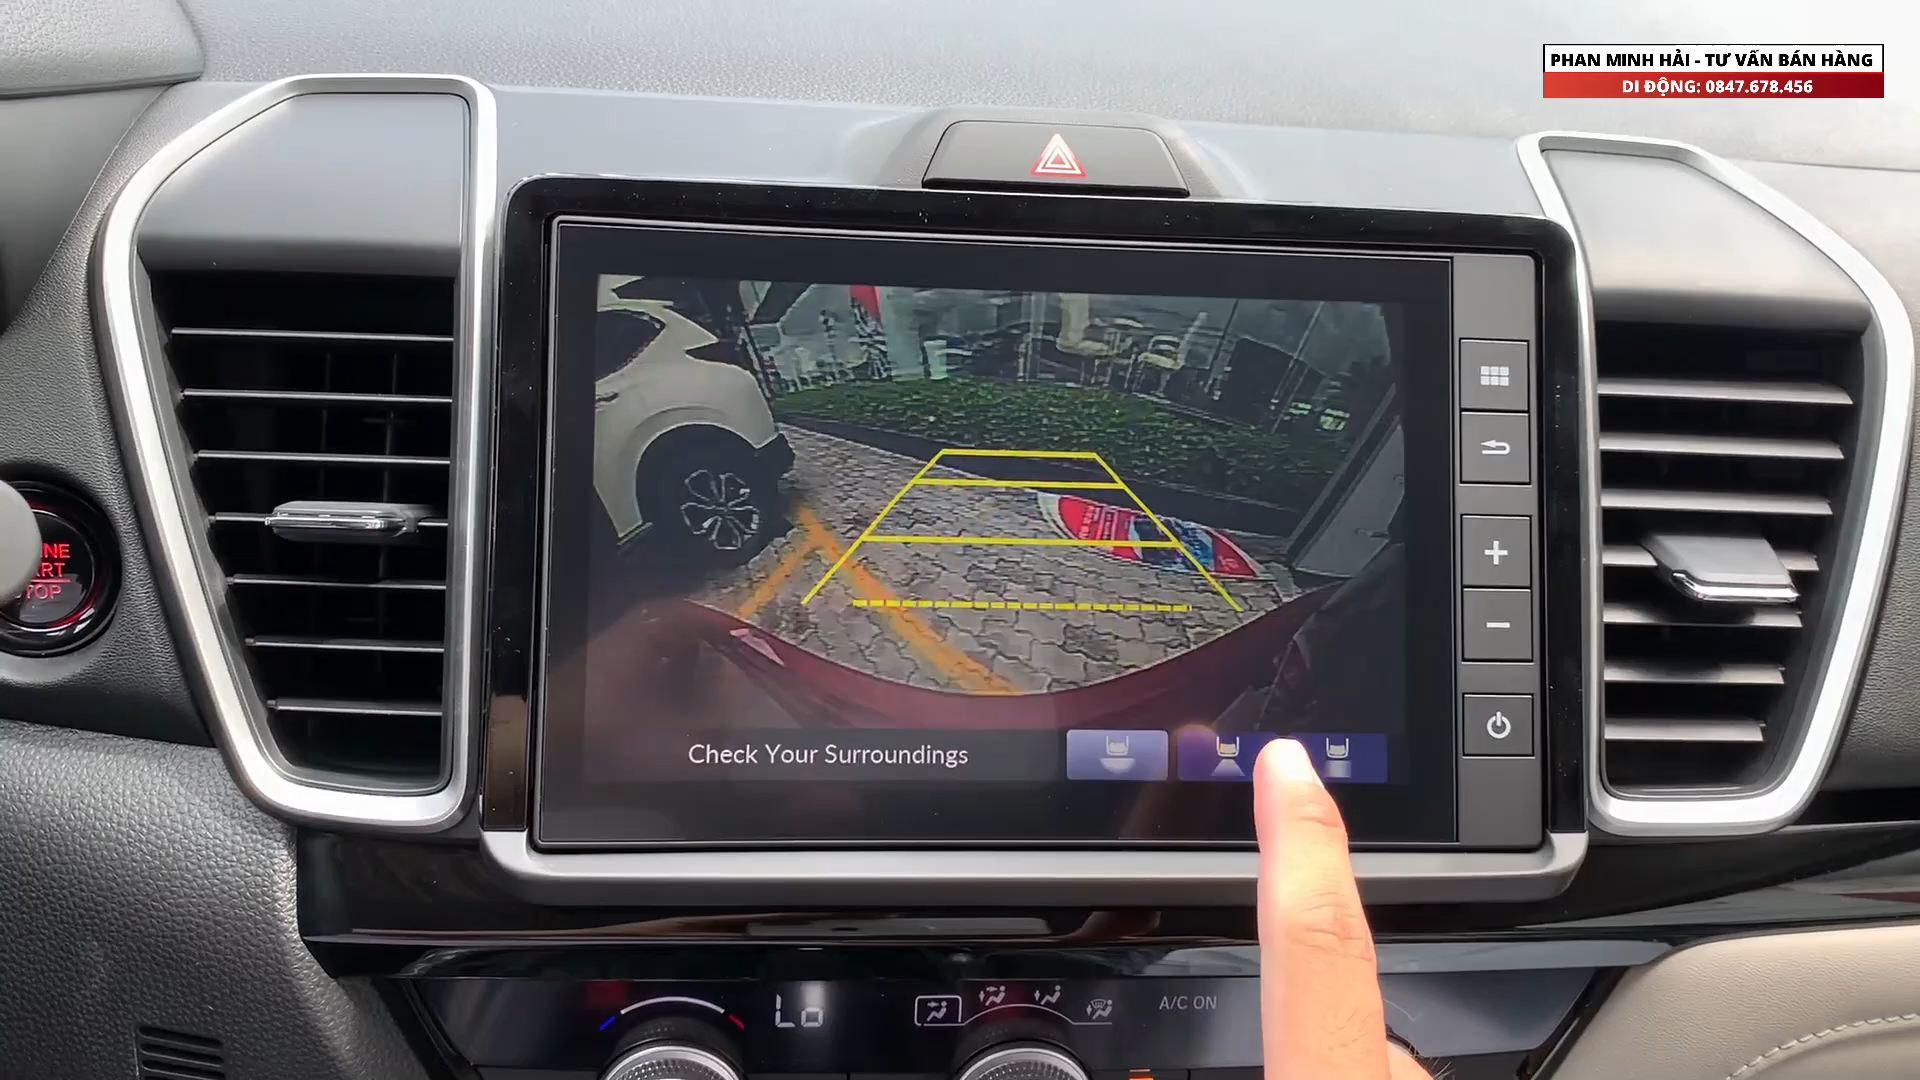 PHAN MINH HẢI - TƯ VẤN BÁN HÀNG
DI ĐỘNG: 0847.678.456
Check Your Surroundings
Lo
A/C ON